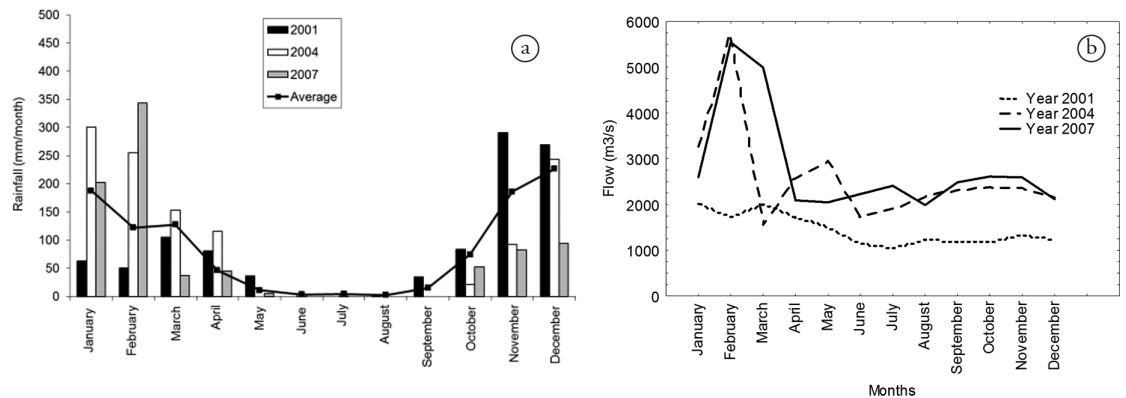 500
450
400
350
300
250
200
150
100
50
0
Rainfall (mm/month)
2001
2004
2007
Average
a
January
February
March
April
May
June
July
August
September
October
November
December
6000
5000
4000
3000
2000
1000
0
Flow (m3/s)
b
Year 2001
Year 2004
Year 2007
January
February
March
April
May
June
July
August
September
October
November
December
Months